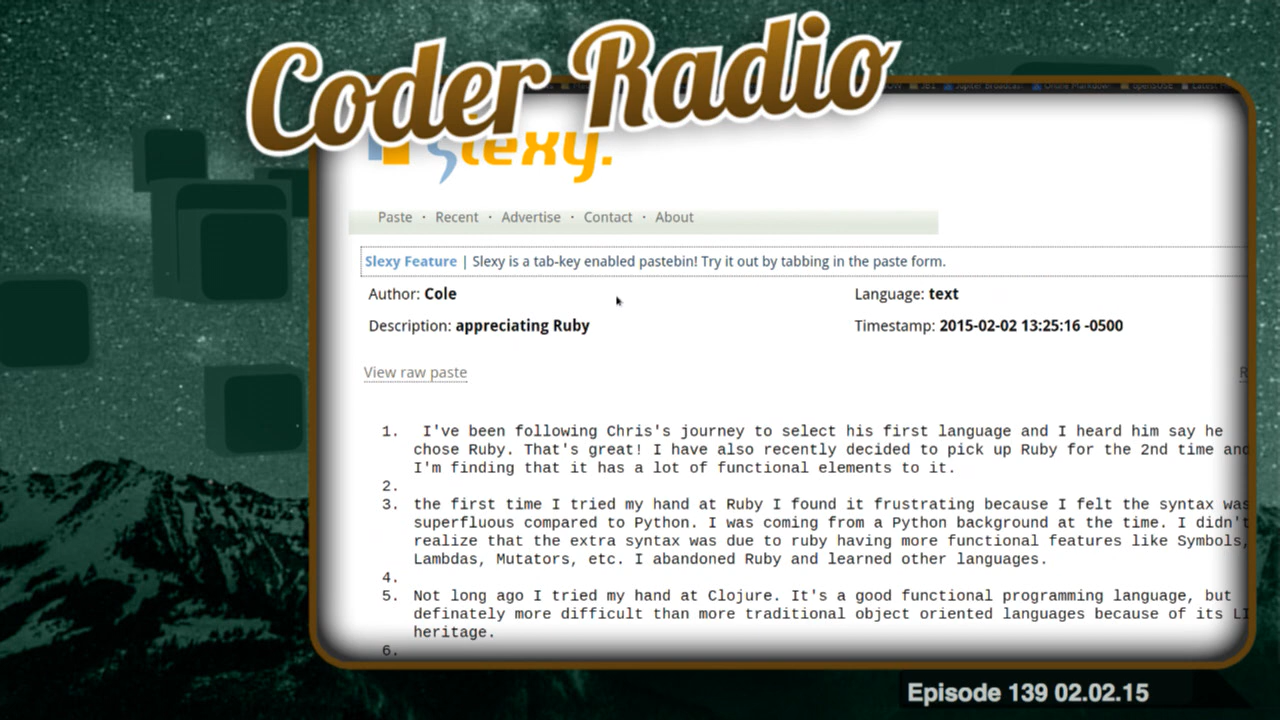 Coder Radio
slexy.
Paste · Recent · Advertise · Contact · About
Slexy Feature | Slexy is a tab-key enabled pastebin! Try it out by tabbing in the paste form.
Author: Cole
Language: text
Description: appreciating Ruby
Timestamp: 2015-02-02 13:25:16 -0500
View raw paste
R
1. I've been following Chris's journey to select his first language and I heard him say he
chose Ruby. That's great! I have also recently decided to pick up Ruby for the 2nd time and
I'm finding that it has a lot of functional elements to it.
2.
3. the first time I tried my hand at Ruby I found it frustrating because I felt the syntax was
superfluous compared to Python. I was coming from a Python background at the time. I didn't
realize that the extra syntax was due to ruby having more functional features like Symbols,
Lambdas, Mutators, etc. I abandoned Ruby and learned other languages.
4.
5. Not long ago I tried my hand at Clojure. It's a good functional programming language, but
definately more difficult than more traditional object oriented languages because of its LI
heritage.
6.
Episode 139 02.02.15